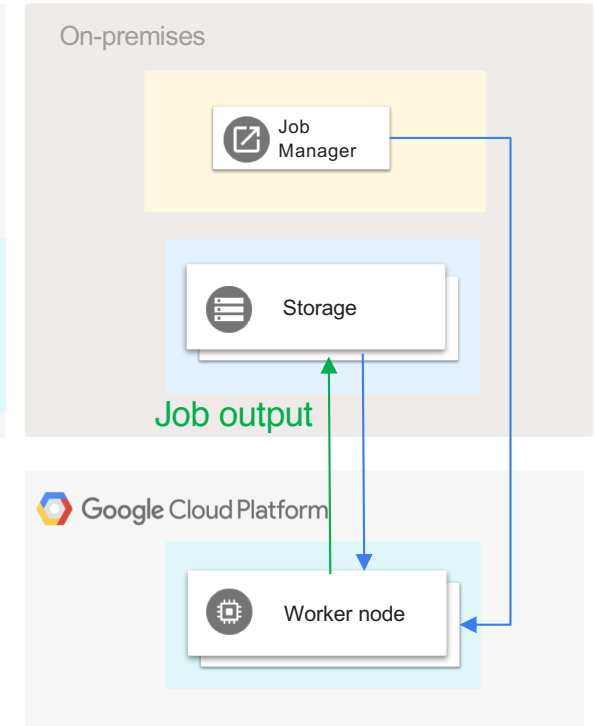 On-premises
Job
Manager
Storage
Job output
Google Cloud Platform
Worker node